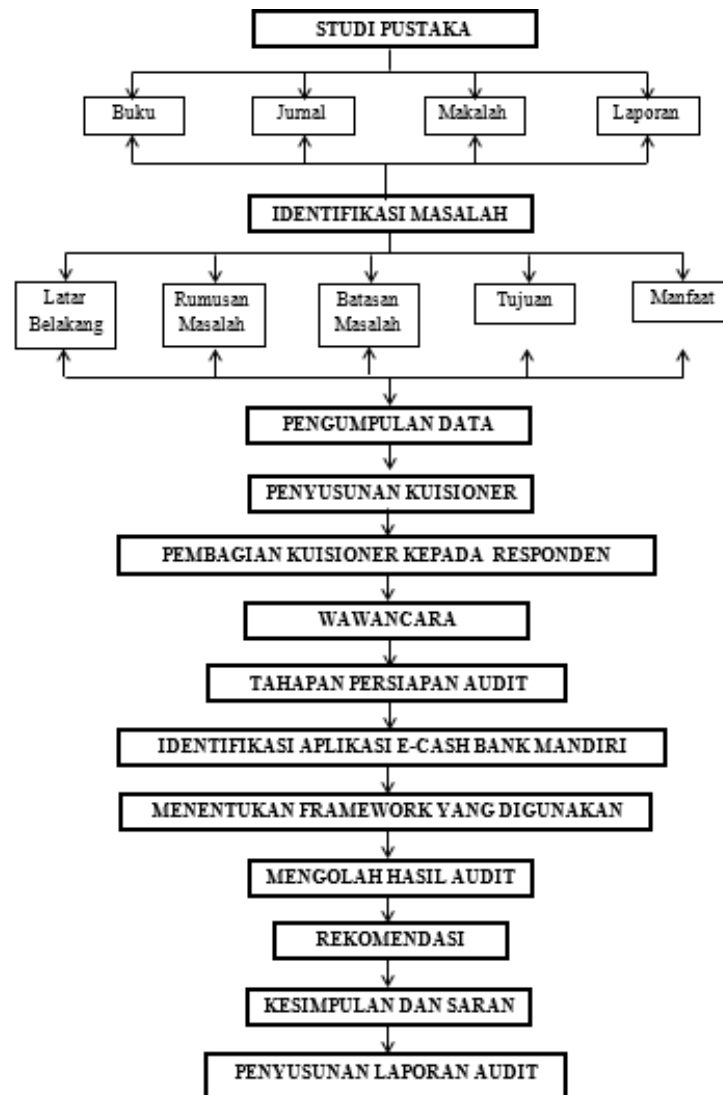 STUDI PUSTAKA
Buku
Jurnal
Makalah
Laporan
IDENTIFIKASI MASALAH
Latar
Belakang
Rumusan
Masalah
Batasan
Masalah
Tujuan
Manfaat
PENGUMPULAN DATA
PENYUSUNAN KUISIONER
PEMBAGIAN KUISIONER KEPADA RESPONDEN
WAWANCARA
TAHAPAN PERSIAPAN AUDIT
IDENTIFIKASI APLIKASI E-CASH BANK MANDIRI
MENENTUKAN FRAMEWORK YANG DIGUNAKAN
MENGOLAH HASIL AUDIT
REKOMENDASI
KESIMPULAN DAN SARAN
PENYUSUNAN LAPORAN AUDIT